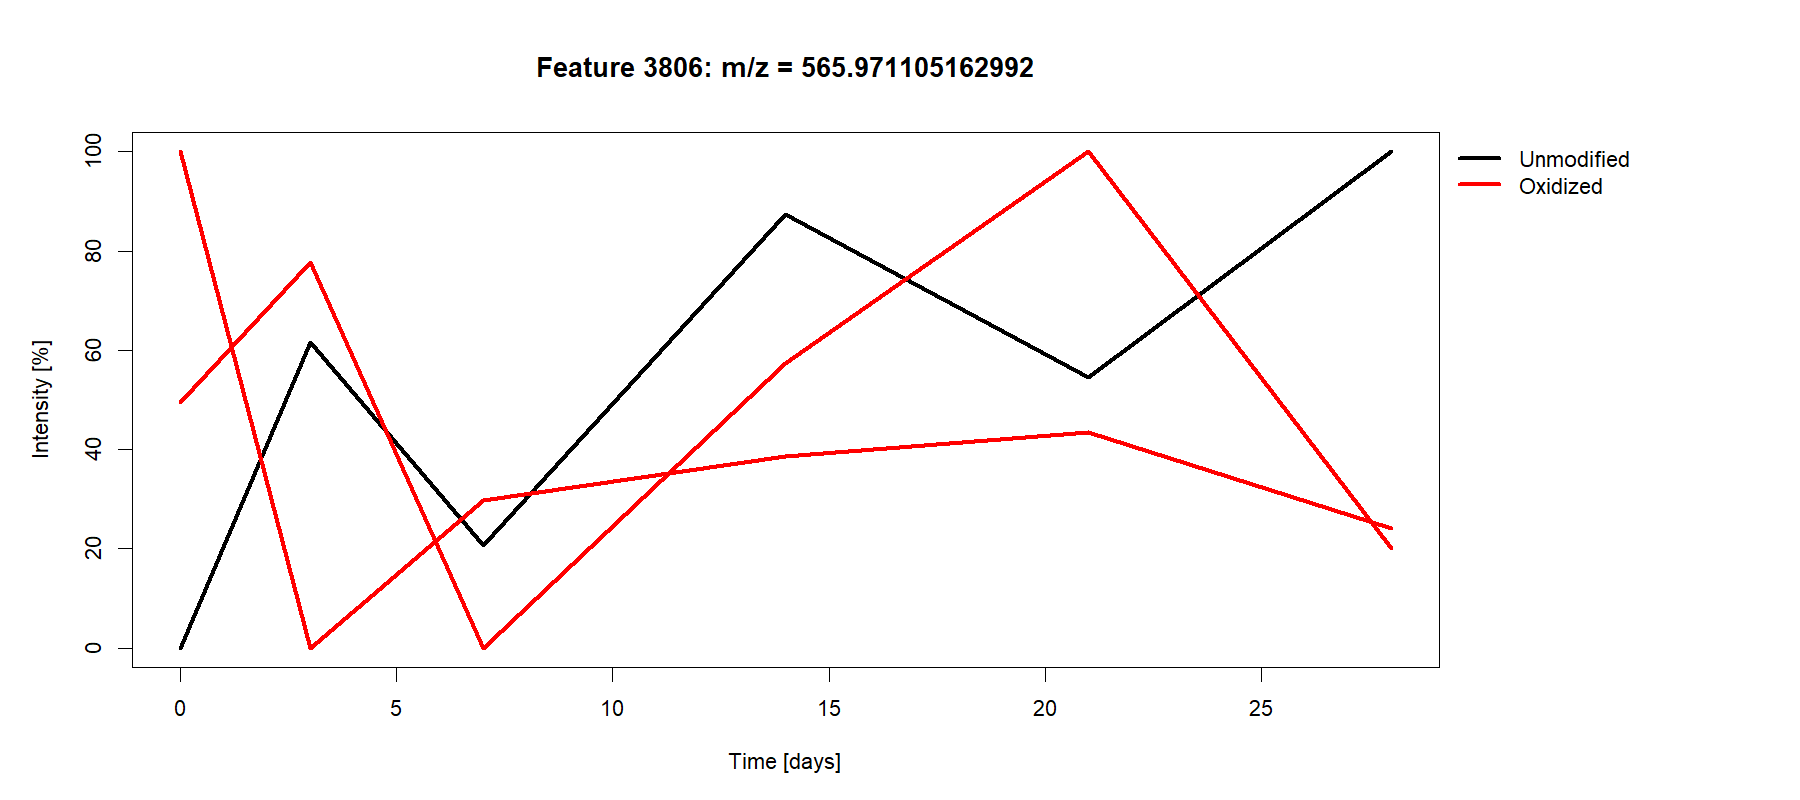 Feature 3806: m/z = 565.971105162992
Unmodified
Oxidized
Intensity [%]
100
80
60
40
20
0
0 5 10 15 20 25
Time [days]